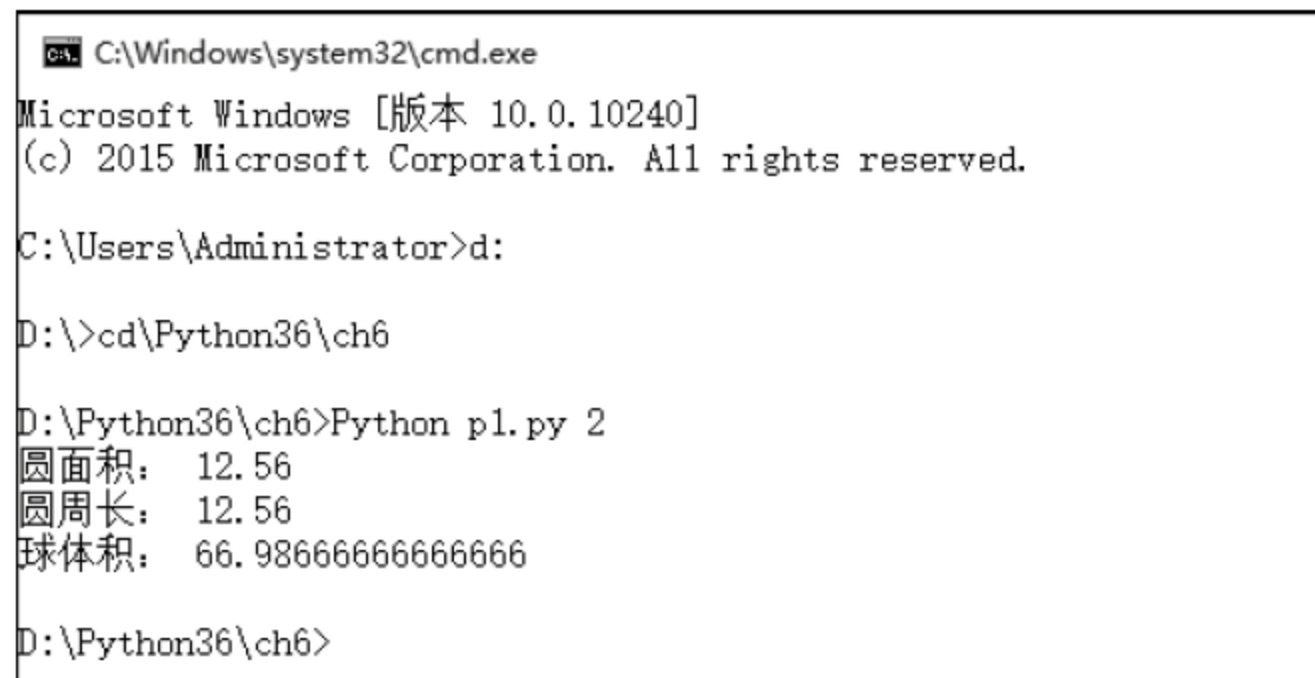 C:\Windows\system32\cmd.exe
Microsoft Windows [版本 10.0.10240]
(c) 2015 Microsoft Corporation. All rights reserved.
C:\Users\Administrator>d:
D:\>cd\Python36\ch6
D:\Python36\ch6>Python p1.py 2
圆面积： 12.56
圆周长： 12.56
球体积： 66.98666666666666
D:\Python36\ch6>